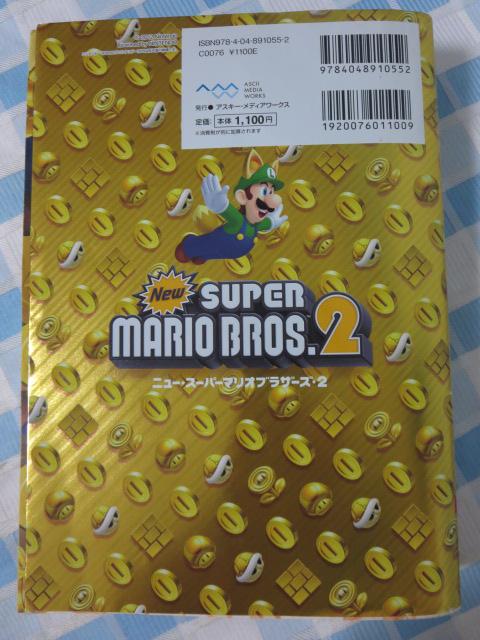 ISBN978-4-04-891055-2
C0076 ¥1100E
ASCII
MEDIA
WORKS
発行●アスキー・メディアワークス
定価: 本体 1,100円
※消費税が別に加算されます
9784048910552
1920076011009
New SUPER
MARIO BROS. 2
ニュー・スーパーマリオブラザーズ・2